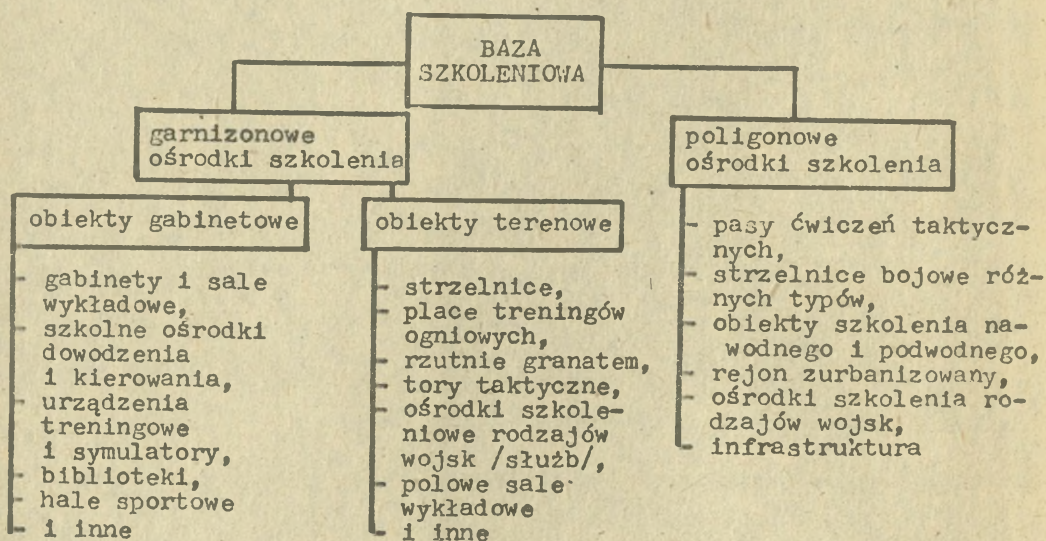 BAZA
SZKOLENIOWA
garnizonowe
ośrodki szkolenia
poligonowe
ośrodki szkolenia
obiekty gabinetowe
- gabinety i sale
wykładowe,
- szkolne ośrodki
dowodzenia
i kierowania,
- urządzenia
treningowe
i symulatory,
- biblioteki,
- hale sportowe
- i inne
obiekty terenowe
- strzelnice,
- place treningów
ogniowych,
- rzutnie granatem,
- tory taktyczne,
- ośrodki szkole-
niowe rodzajów
wojsk /służb/,
- polowe sale
wykładowe
- i inne
- pasy ćwiczeń taktycz-
nych,
- strzelnice bojowe róż-
nych typów,
- obiekty szkolenia na-
wodnego i podwodnego,
- rejon zurbanizowany,
- ośrodki szkolenia ro-
dzajów wojsk,
- infrastruktura